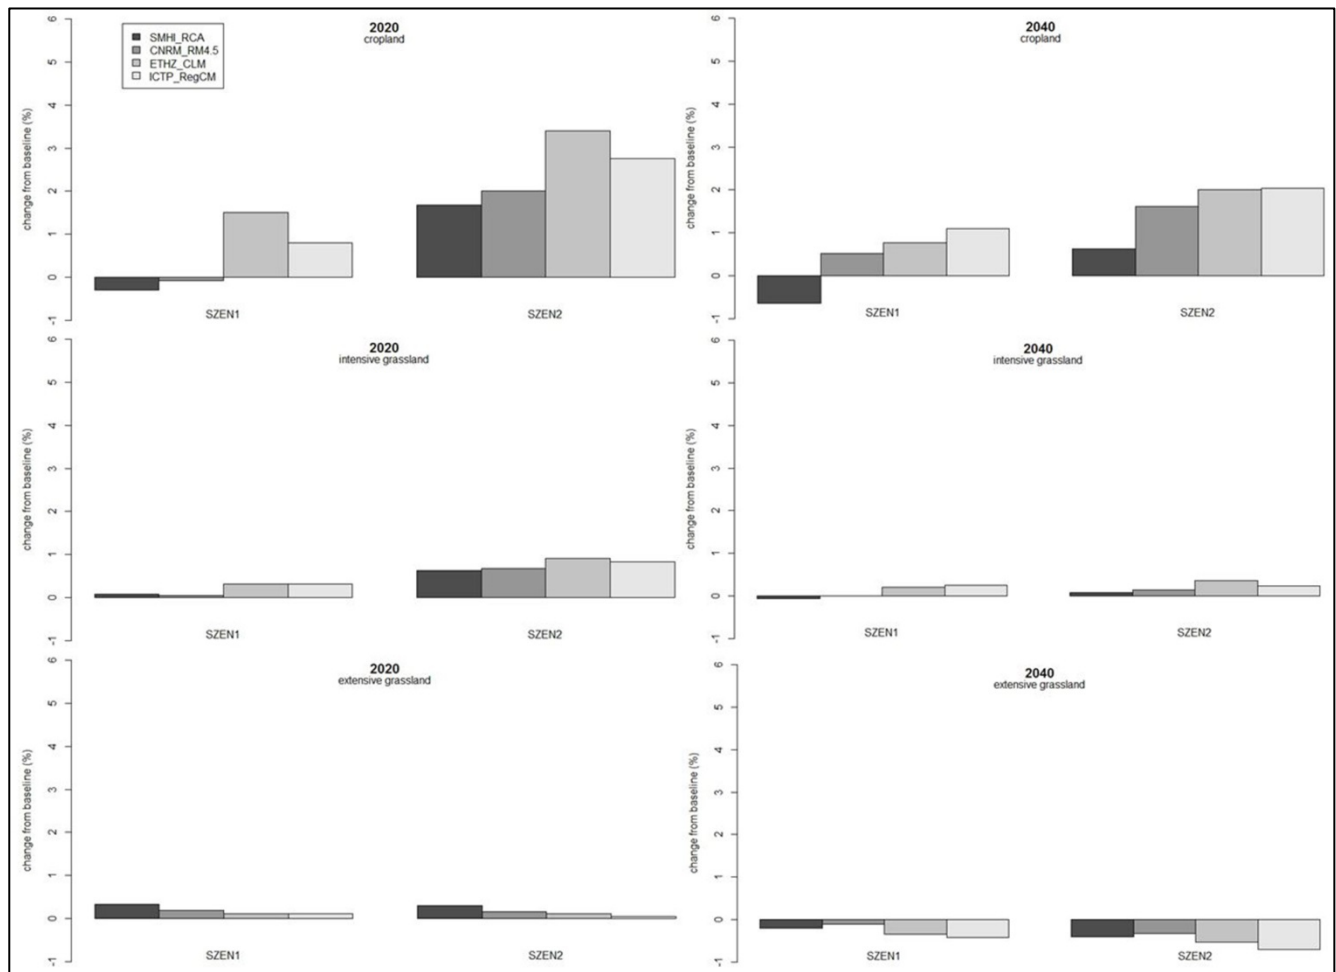 2020
cropland
SMHI_RCA
CNRM_RM4.5
ETHZ_CLM
ICTP_RegCM
change from baseline (%)
6
5
4
3
2
1
0
-1
SZEN1
SZEN2
2040
cropland
change from baseline (%)
6
5
4
3
2
1
0
-1
SZEN1
SZEN2
2020
intensive grassland
change from baseline (%)
6
5
4
3
2
1
0
-1
SZEN1
SZEN2
2040
intensive grassland
change from baseline (%)
6
5
4
3
2
1
0
-1
SZEN1
SZEN2
2020
extensive grassland
change from baseline (%)
6
5
4
3
2
1
0
-1
SZEN1
SZEN2
2040
extensive grassland
change from baseline (%)
6
5
4
3
2
1
0
-1
SZEN1
SZEN2